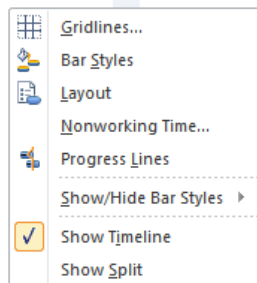 Gridlines...
Bar Styles
Layout
Nonworking Time...
Progress Lines
Show/Hide Bar Styles
Show Timeline
Show Split